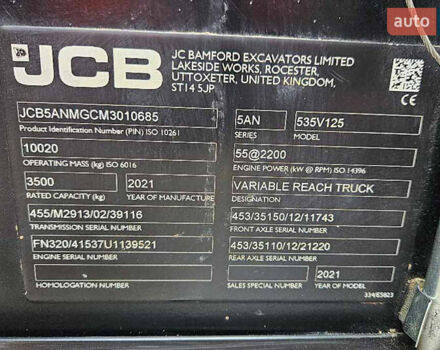 auto
JCB
JC BAMFORD EXCAVATORS LIMITED
LAKESIDE WORKS, ROCESTER,
UTTOXETER, UNITED KINGDOM,
ST14 5JP
CE
JCB5ANMGCM3010685
Product Identification Number (PIN) ISO 10261
5AN
SERIES
535V125
MODEL
10020
OPERATING MASS (kg) ISO 6016
55@2200
ENGINE POWER (kW @ RPM) ISO 14396
3500
RATED CAPACITY (kg)
2021
YEAR OF MANUFACTURE
VARIABLE REACH TRUCK
DESIGNATION
455/M2913/02/39116
TRANSMISSION SERIAL NUMBER
453/35150/12/11743
FRONT AXLE SERIAL NUMBER
FN320/41537U1139521
ENGINE SERIAL NUMBER
453/35110/12/21220
REAR AXLE SERIAL NUMBER
HOMOLOGATION NUMBER
SALES SPECIAL NUMBER
2021
YEAR OF MODEL
334/E5823